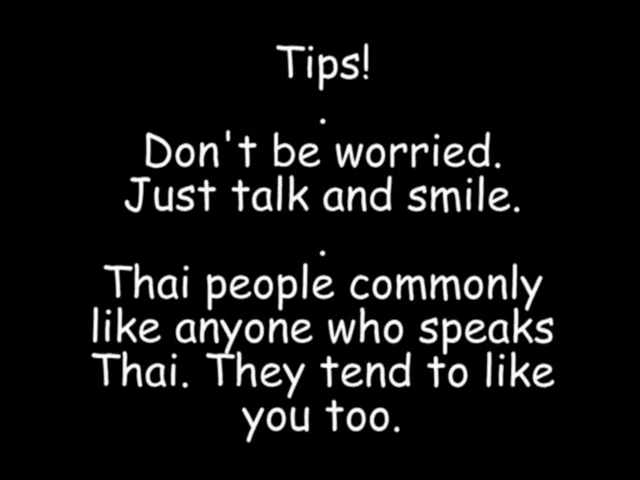 Tips!
.
Don't be worried.
Just talk and smile.
.
Thai people commonly
like anyone who speaks
Thai. They tend to like
you too.